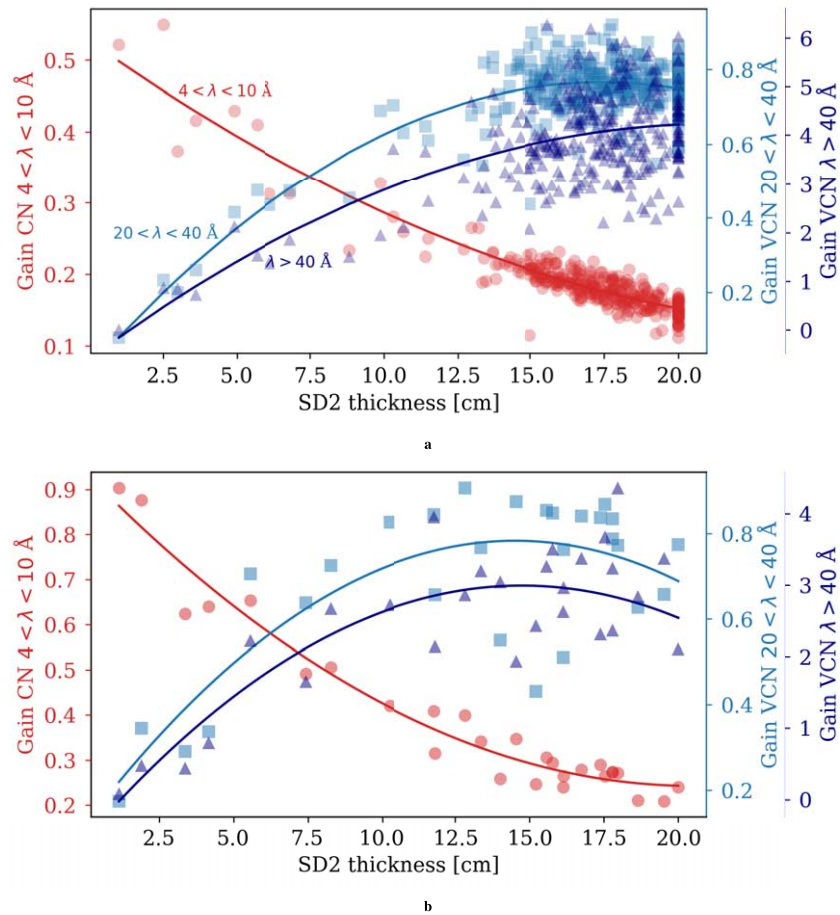 Gain CN 4 < λ < 10 Å
0.5
0.4
0.3
0.2
0.1
4 < λ < 10 Å
20 < λ < 40 Å
λ > 40 Å
0.8
0.6
0.4
0.2
Gain VCN 20 < λ < 40 Å
6
5
4
3
2
1
0
Gain VCN λ > 40 Å
2.5 5.0 7.5 10.0 12.5 15.0 17.5 20.0
SD2 thickness [cm]
a
Gain CN 4 < λ < 10 Å
0.9
0.8
0.7
0.6
0.5
0.4
0.3
0.2
0.8
0.6
0.4
0.2
Gain VCN 20 < λ < 40 Å
4
3
2
1
0
Gain VCN λ > 40 Å
2.5 5.0 7.5 10.0 12.5 15.0 17.5 20.0
SD2 thickness [cm]
b